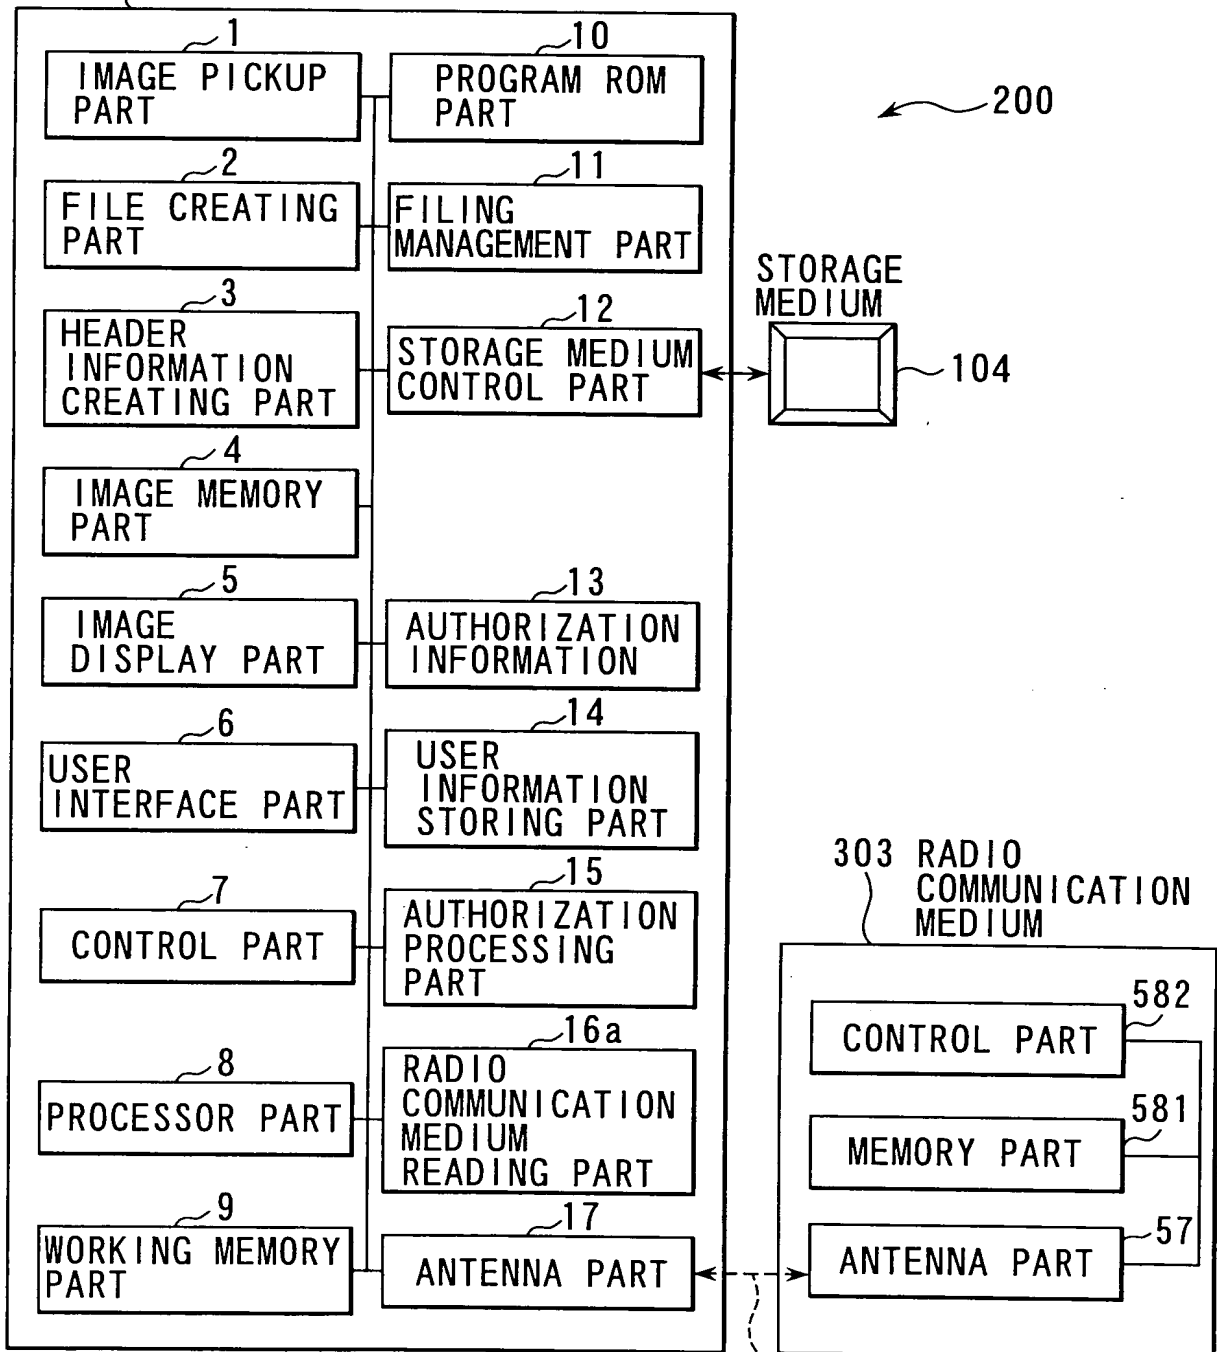 1
IMAGE PICKUP
PART
10
PROGRAM ROM
PART
200
2
FILE CREATING
PART
11
FILING
MANAGEMENT PART
STORAGE
MEDIUM
104
3
HEADER
INFORMATION
CREATING PART
12
STORAGE MEDIUM
CONTROL PART
4
IMAGE MEMORY
PART
5
IMAGE
DISPLAY PART
13
AUTHORIZATION
INFORMATION
6
USER
INTERFACE PART
14
USER
INFORMATION
STORING PART
7
CONTROL PART
15
AUTHORIZATION
PROCESSING
PART
8
PROCESSOR PART
16a
RADIO
COMMUNICATION
MEDIUM
READING PART
9
WORKING MEMORY
PART
17
ANTENNA PART
303 RADIO
COMMUNICATION
MEDIUM
582
CONTROL PART
581
MEMORY PART
57
ANTENNA PART